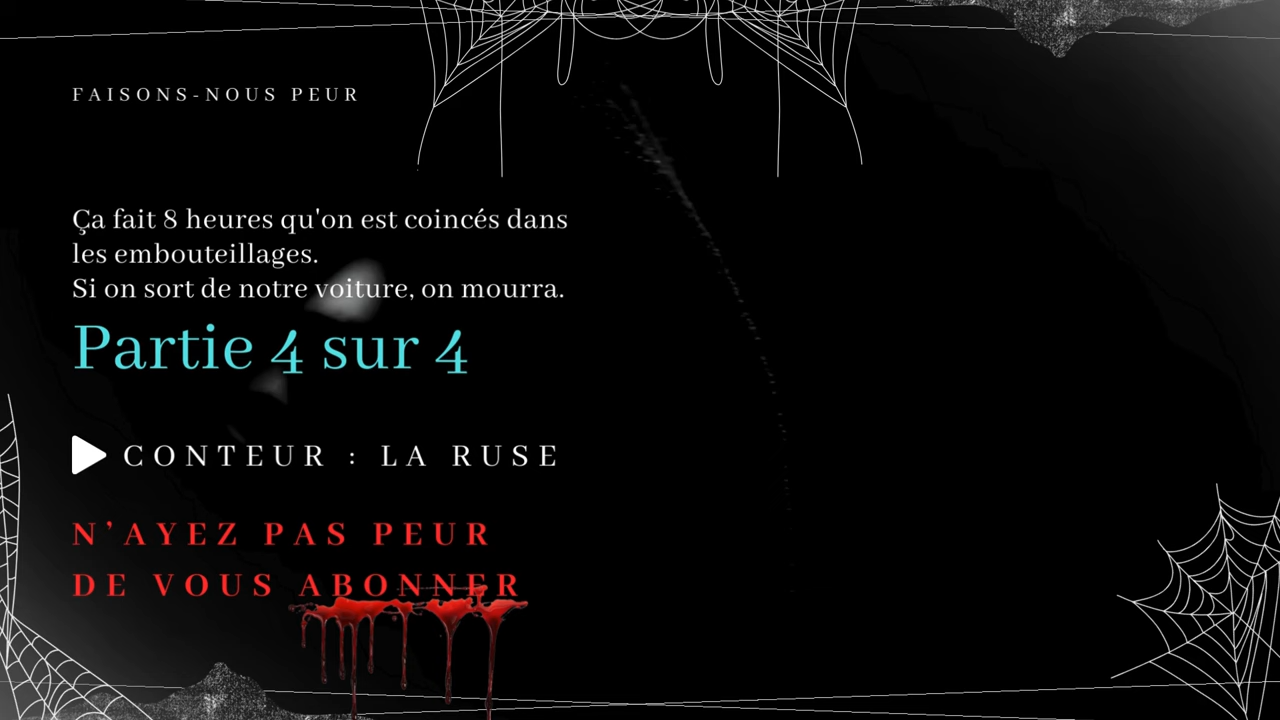 FAISONS-NOUS PEUR
Ça fait 8 heures qu'on est coincés dans
les embouteillages.
Si on sort de notre voiture, on mourra.
Partie 4 sur 4
CONTEUR : LA RUSE
N’AYEZ PAS PEUR
DE VOUS ABONNER